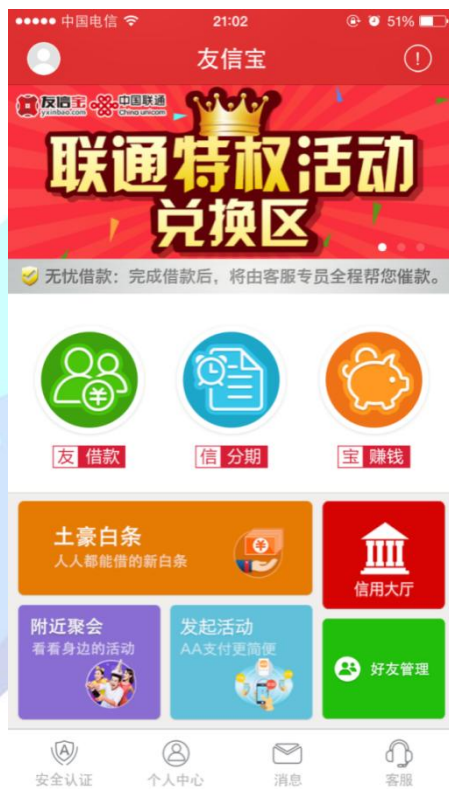 中国电信 21:02 51%
友信宝
友信宝 yxinbao.com 中国联通 China unicom
联通特权活动
兑换区
无忧借款：完成借款后，将由客服专员全程帮您催款。
友 借款 信 分期 宝 赚钱
土豪白条
人人都能借的新白条
信用大厅
附近聚会
看看身边的活动
发起活动
AA支付更简便
好友管理
安全认证 个人中心 消息 客服